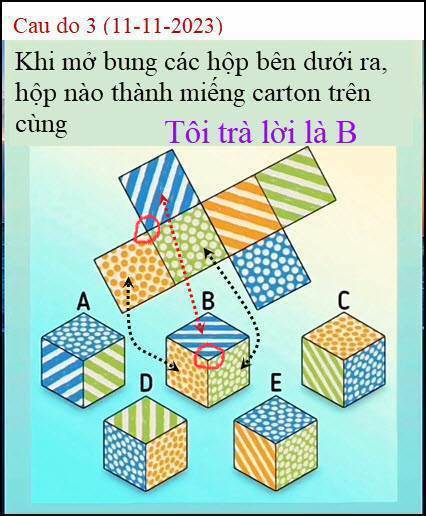 Cau do 3 (11-11-2023)
Khi mở bung các hộp bên dưới ra,
hộp nào thành miếng carton trên
cùng
Tôi trà lời là B
A
B
C
D
E